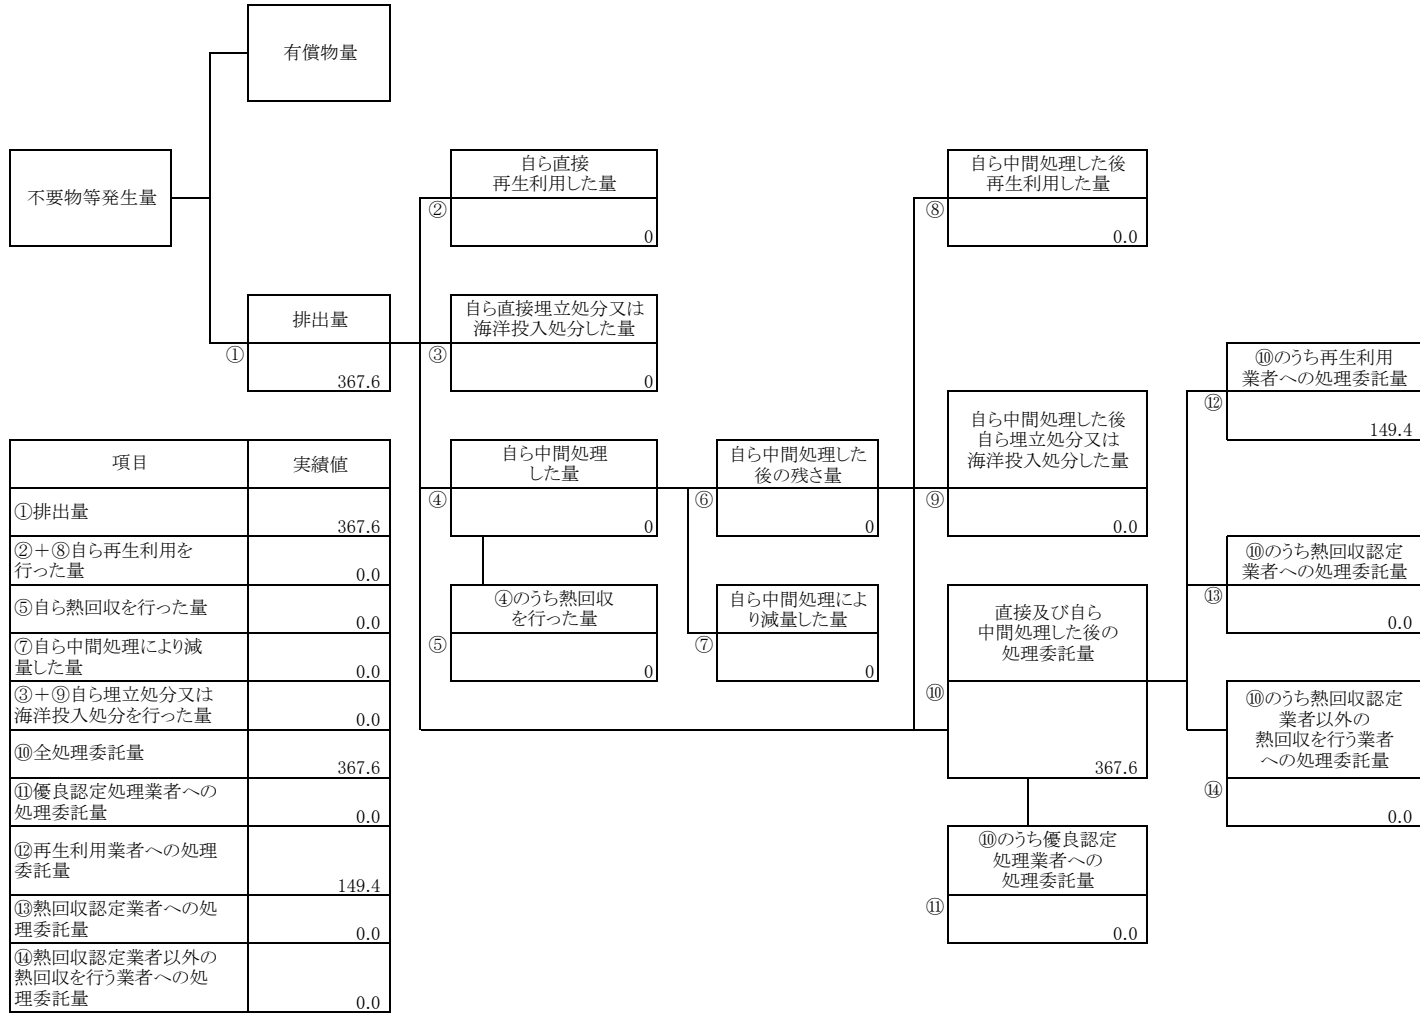 有償物量
不要物等発生量
排出量
①
367.6
自ら直接
再生利用した量
②
0
自ら直接埋立処分又は
海洋投入処分した量
③
0
自ら中間処理
した量
④
0
④のうち熱回収
を行った量
⑤
0
自ら中間処理した
後の残さ量
⑥
0
自ら中間処理によ
り減量した量
⑦
0
自ら中間処理した後
再生利用した量
⑧
0.0
自ら中間処理した後
自ら埋立処分又は
海洋投入処分した量
⑨
0.0
直接及び自ら
中間処理した後の
処理委託量
⑩
367.6
⑩のうち優良認定
処理業者への
処理委託量
⑪
0.0
⑩のうち再生利用
業者への処理委託量
⑫
149.4
⑩のうち熱回収認定
業者への処理委託量
⑬
0.0
⑩のうち熱回収認定
業者以外の
熱回収を行う業者
への処理委託量
⑭
0.0
項目 実績値
①排出量 367.6
②＋⑧自ら再生利用を
行った量 0.0
⑤自ら熱回収を行った量 0.0
⑦自ら中間処理により減
量した量 0.0
③＋⑨自ら埋立処分又は
海洋投入処分を行った量 0.0
⑩全処理委託量 367.6
⑪優良認定処理業者への
処理委託量 0.0
⑫再生利用業者への処理
委託量 149.4
⑬熱回収認定業者への処
理委託量 0.0
⑭熱回収認定業者以外の
熱回収を行う業者への処
理委託量 0.0